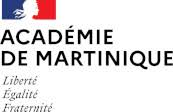 ACADÉMIE
DE MARTINIQUE
Liberté
Égalité
Fraternité